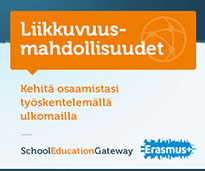 Liikkuvuus-
mahdollisuudet
Kehitä osaamistasi
työskentelemällä
ulkomailla
SchoolEducationGateway
Erasmus+